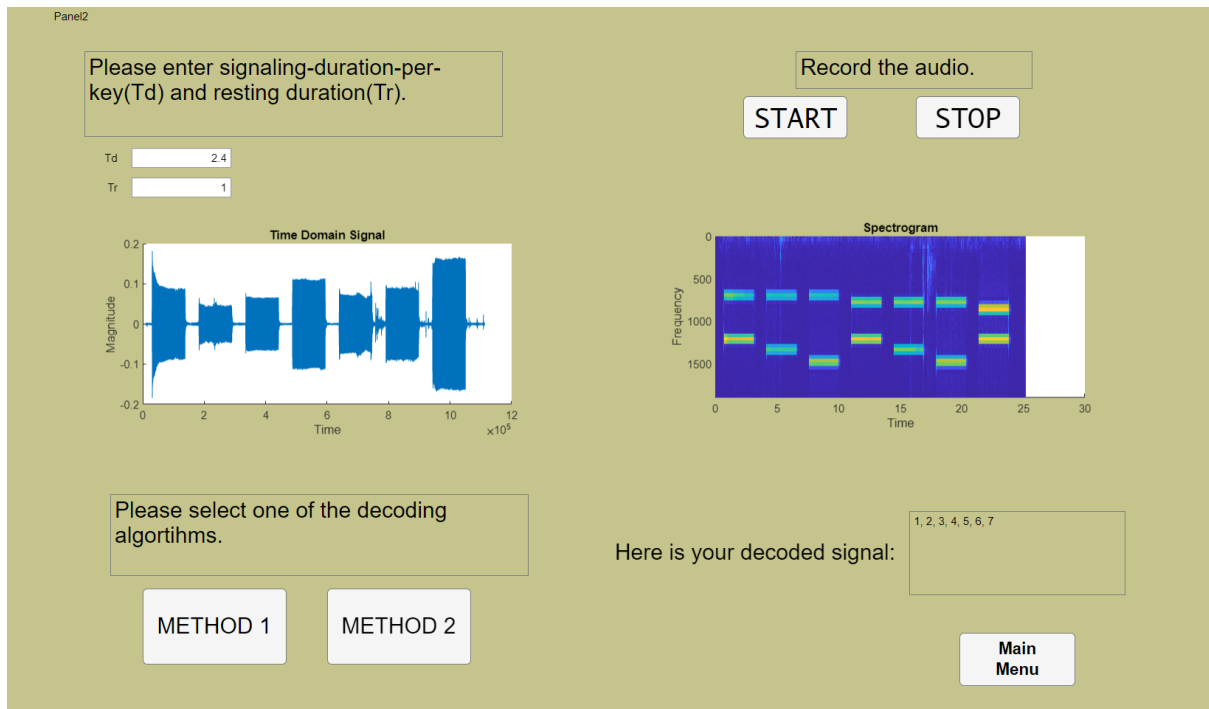 Panel2
Please enter signaling-duration-per-
key(Td) and resting duration(Tr).
Td 2.4
Tr 1
Record the audio.
START STOP
Time Domain Signal
Magnitude
0.2
0.1
0
-0.1
-0.2
0 2 4 6 8 10 12
Time
×10⁵
Spectrogram
Frequency
0
500
1000
1500
0 5 10 15 20 25 30
Time
Please select one of the decoding
algortihms.
METHOD 1 METHOD 2
Here is your decoded signal:
1, 2, 3, 4, 5, 6, 7
Main
Menu